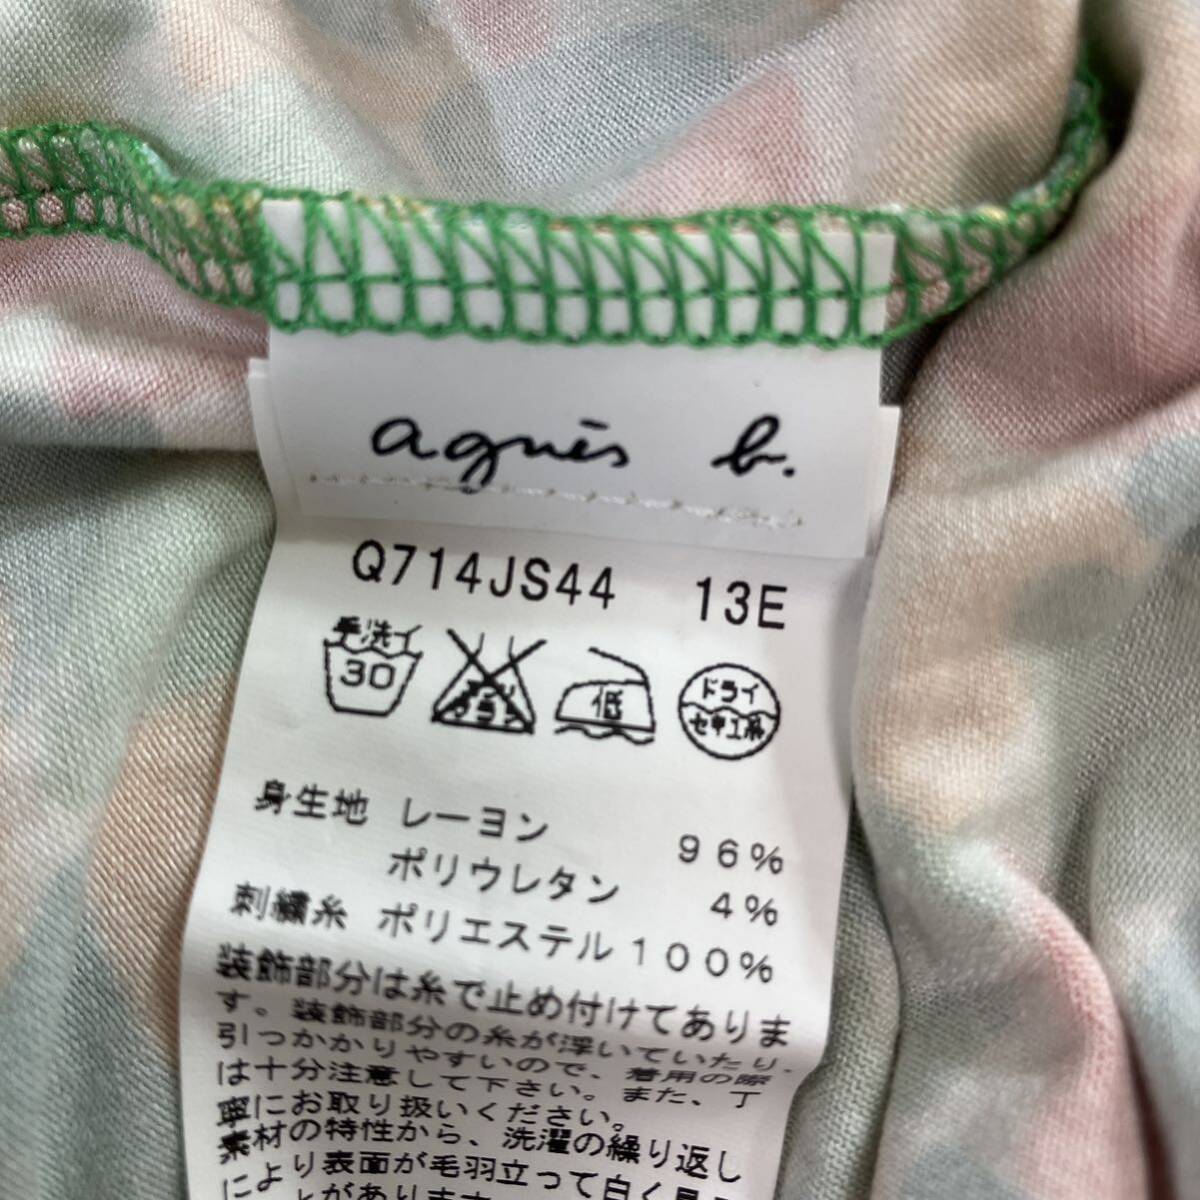 agnès b.
Q714JS44 13E
手洗イ
30
低
ドライ
セキユ系
身生地 レーヨン 96%
ポリウレタン 4%
刺繍糸 ポリエステル100%
装飾部分は糸で止め付けてありま
す。装飾部分の糸が浮いていたり、
引っかかりやすいので、着用の際
は十分注意して下さい。また、丁
寧にお取り扱いください。
素材の特性から、洗濯の繰り返し
により表面が毛羽立って白く見
とがあります